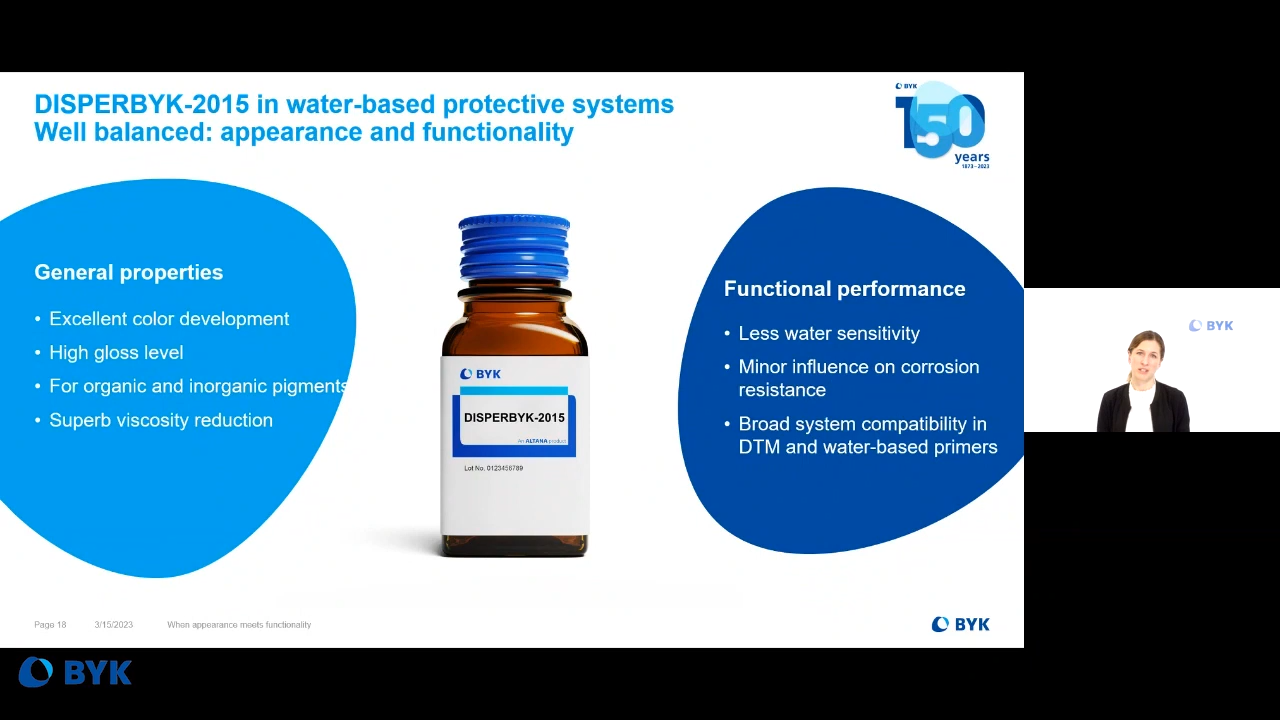 DISPERBYK-2015 in water-based protective systems
Well balanced: appearance and functionality
BYK
150
years
1873–2023
General properties
• Excellent color development
• High gloss level
• For organic and inorganic pigments
• Superb viscosity reduction
BYK
DISPERBYK-2015
An ALTANA product
Lot No. 0123456789
Functional performance
• Less water sensitivity
• Minor influence on corrosion
resistance
• Broad system compatibility in
DTM and water-based primers
BYK
Page 18 3/15/2023 When appearance meets functionality
BYK
BYK